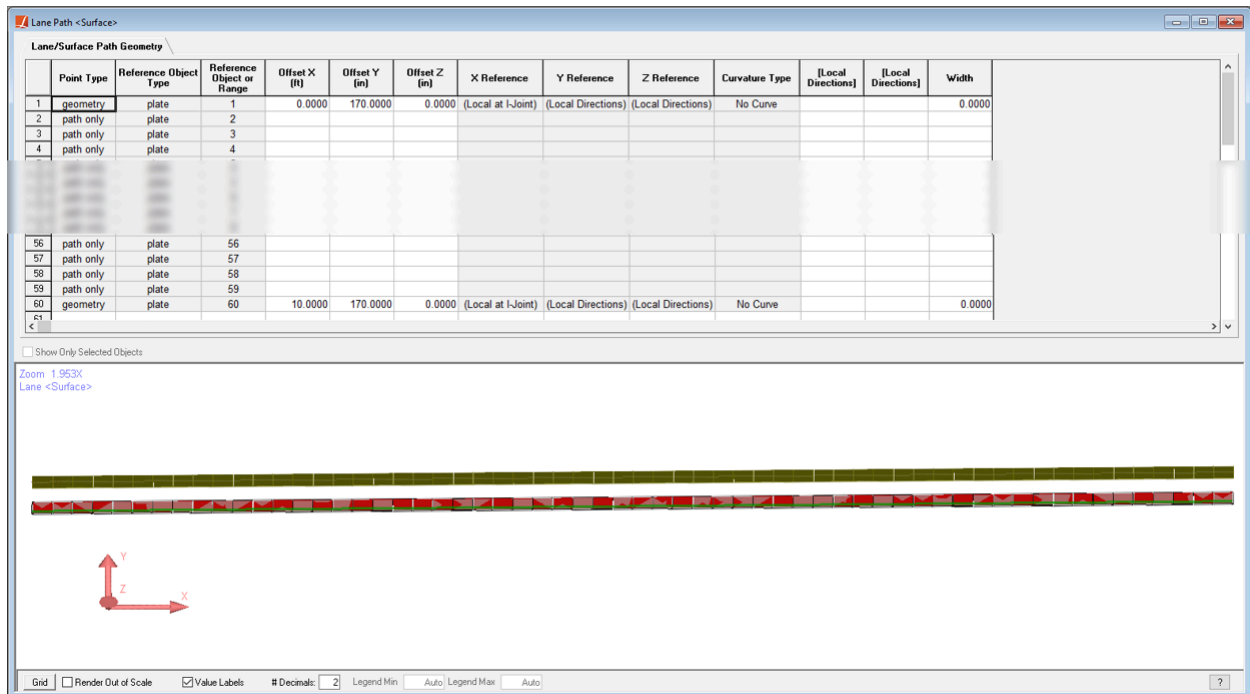 Lane Path <Surface>
Lane/Surface Path Geometry
Point Type Reference Object Type Reference Object or Range Offset X (ft) Offset Y (in) Offset Z (in) X Reference Y Reference Z Reference Curvature Type [Local Directions] [Local Directions] Width
1 geometry plate 1 0.0000 170.0000 0.0000 (Local at I-Joint) (Local Directions) (Local Directions) No Curve 0.0000
2 path only plate 2
3 path only plate 3
4 path only plate 4
56 path only plate 56
57 path only plate 57
58 path only plate 58
59 path only plate 59
60 geometry plate 60 10.0000 170.0000 0.0000 (Local at I-Joint) (Local Directions) (Local Directions) No Curve 0.0000
61
Show Only Selected Objects
Zoom 1.953X
Lane <Surface>
Y
Z
X
Grid Render Out of Scale Value Labels # Decimals: 2 Legend Min Auto Legend Max Auto ?